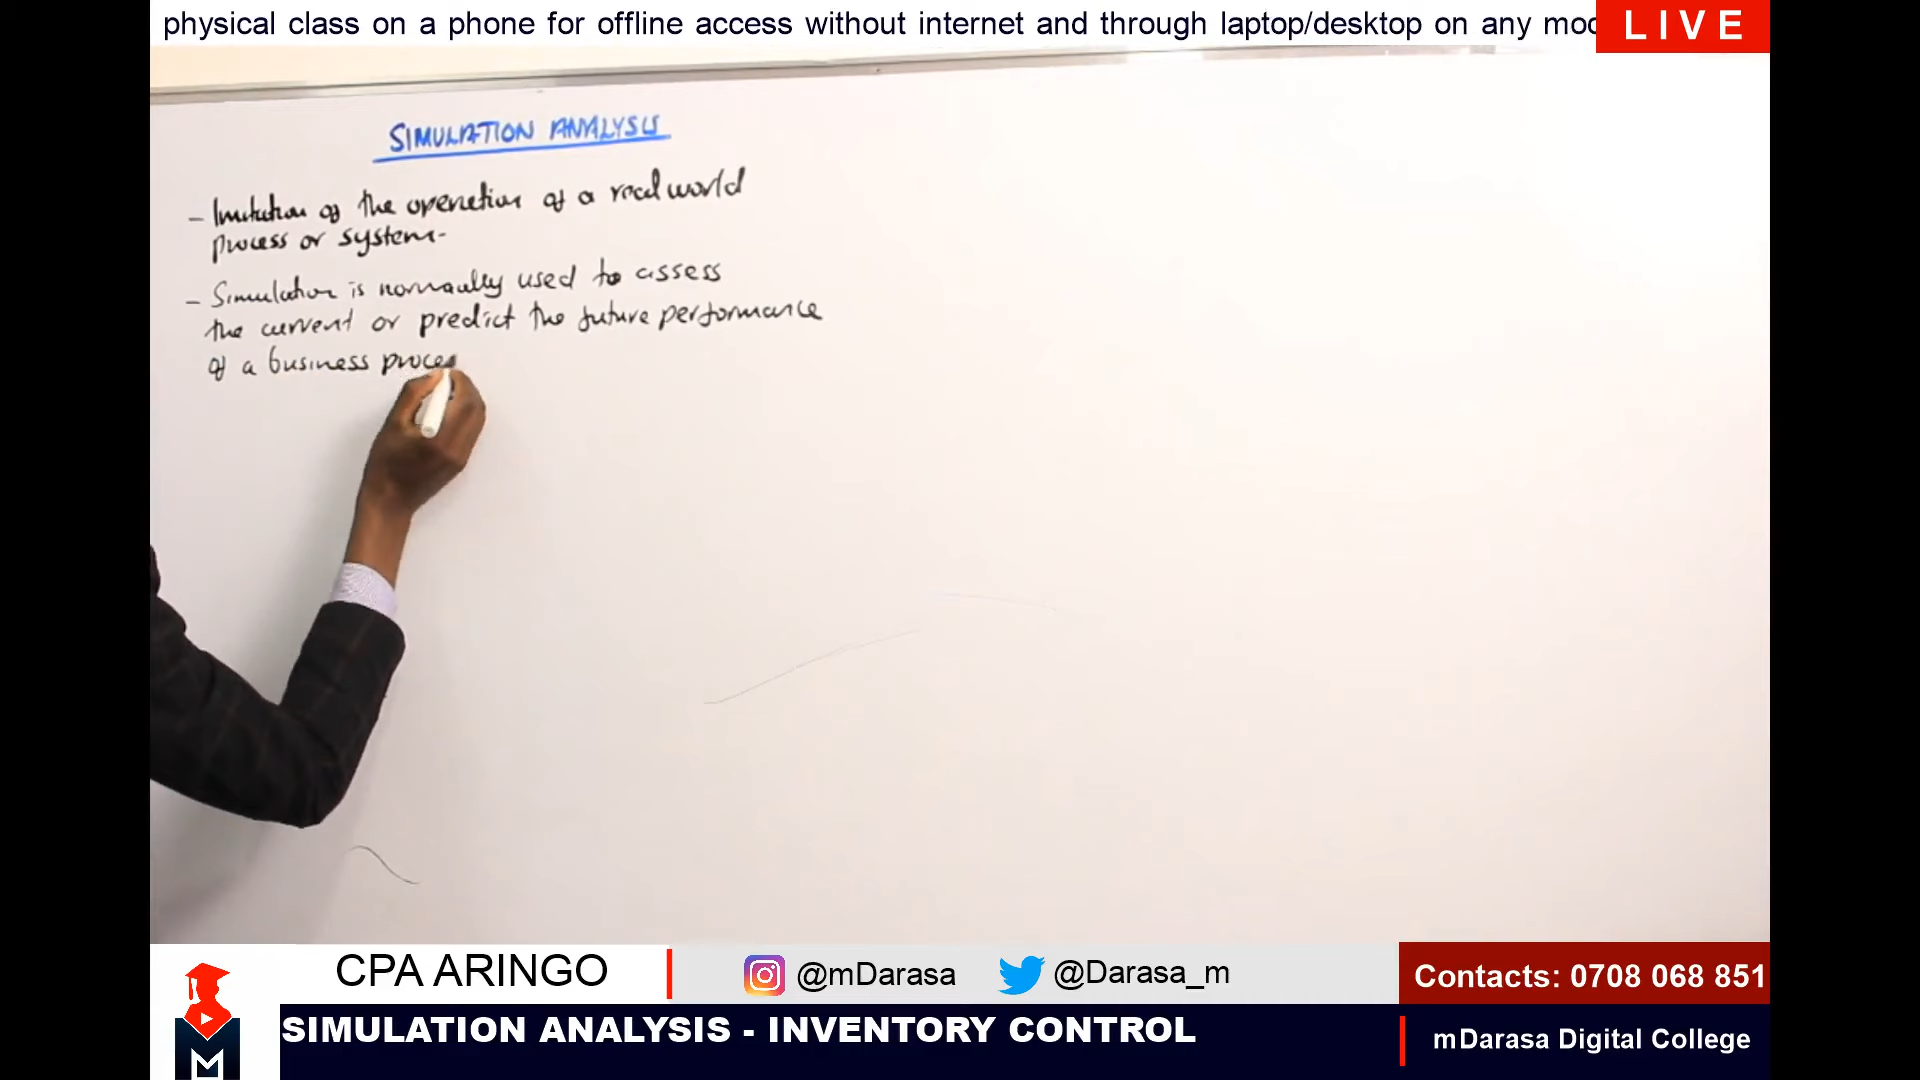 physical class on a phone for offline access without internet and through laptop/desktop on any mod
LIVE
SIMULATION ANALYSIS
- Imitation of the operation of a real world
process or system.
- Simulation is normally used to assess
the current or predict the future performance
of a business proce
CPA ARINGO
@mDarasa
@Darasa_m
Contacts: 0708 068 851
M
SIMULATION ANALYSIS - INVENTORY CONTROL
mDarasa Digital College